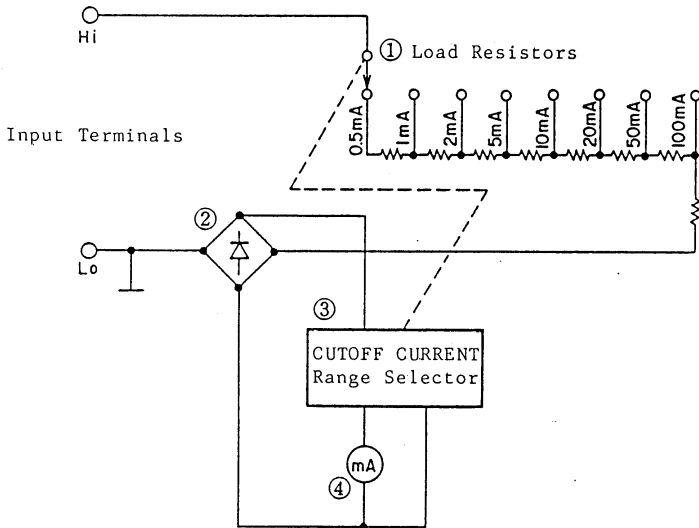 Hi
① Load Resistors
0.5mA
1mA
2mA
5mA
10mA
20mA
50mA
100mA
Input Terminals
②
Lo
③
CUTOFF CURRENT
Range Selector
mA
④